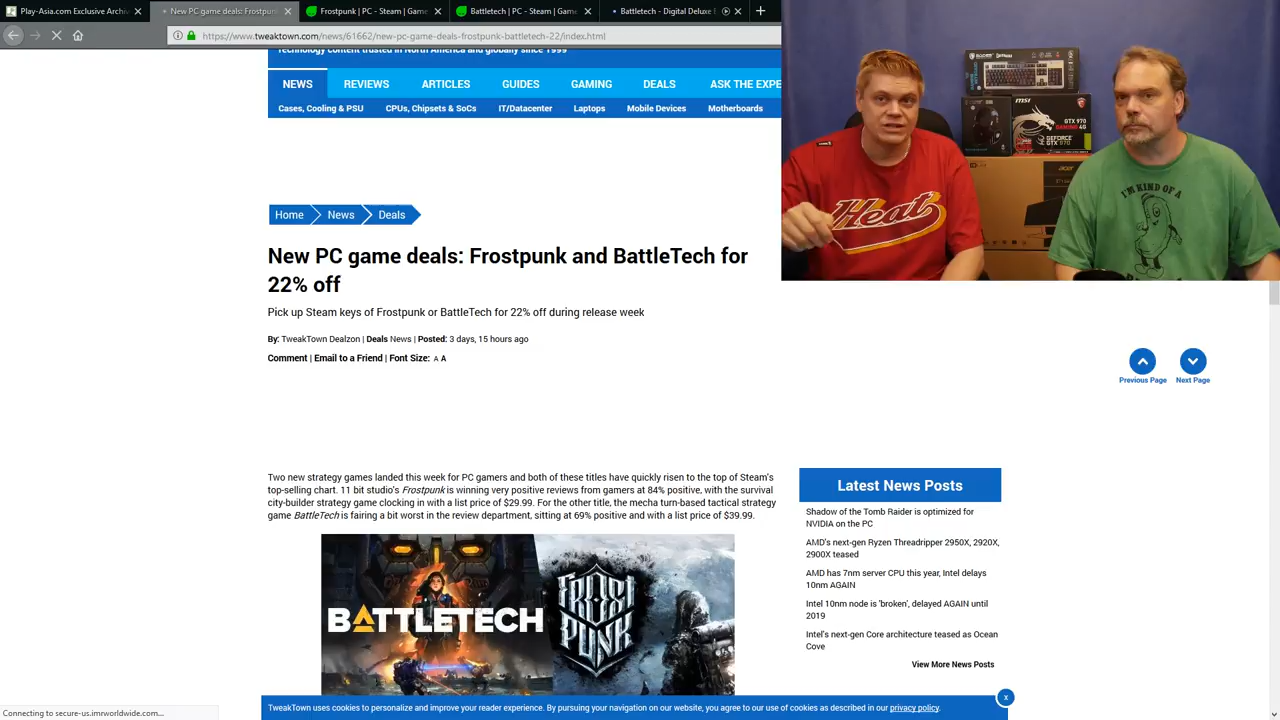 Play-Asia.com Exclusive Archiv
New PC game deals: Frostpunk
Frostpunk | PC - Steam | Game
Battletech | PC - Steam | Game
Battletech - Digital Deluxe
https://www.tweaktown.com/news/61662/new-pc-game-deals-frostpunk-battletech-22/index.html
Technology content trusted in North America and globally since 1999
NEWS REVIEWS ARTICLES GUIDES GAMING DEALS ASK THE EXPE
Cases, Cooling & PSU CPUs, Chipsets & SoCs IT/Datacenter Laptops Mobile Devices Motherboards
msi
GTX 970
GAMING 4G
GEFORCE
GTX 970
acer
Heat
I'M KIND OF A
Home News Deals
New PC game deals: Frostpunk and BattleTech for
22% off
Pick up Steam keys of Frostpunk or BattleTech for 22% off during release week
By: TweakTown Dealzon | Deals News | Posted: 3 days, 15 hours ago
Comment | Email to a Friend | Font Size: A A
Previous Page Next Page
Two new strategy games landed this week for PC gamers and both of these titles have quickly risen to the top of Steam's
top-selling chart. 11 bit studio's Frostpunk is winning very positive reviews from gamers at 84% positive, with the survival
city-builder strategy game clocking in with a list price of $29.99. For the other title, the mecha turn-based tactical strategy
game BattleTech is fairing a bit worst in the review department, sitting at 69% positive and with a list price of $39.99.
BATTLETECH
FROST
PUNK
Latest News Posts
Shadow of the Tomb Raider is optimized for
NVIDIA on the PC
AMD's next-gen Ryzen Threadripper 2950X, 2920X,
2900X teased
AMD has 7nm server CPU this year, Intel delays
10nm AGAIN
Intel 10nm node is 'broken', delayed AGAIN until
2019
Intel's next-gen Core architecture teased as Ocean
Cove
View More News Posts
x
TweakTown uses cookies to personalize and improve your reader experience. By pursuing your navigation on our website, you agree to our use of cookies as described in our privacy policy.
Connecting to secure-us.imrworldwide.com...